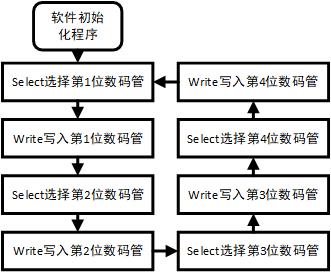 软件初始
化程序
Select选择第1位数码管
Write写入第1位数码管
Select选择第2位数码管
Write写入第2位数码管
Select选择第3位数码管
Write写入第3位数码管
Select选择第4位数码管
Write写入第4位数码管